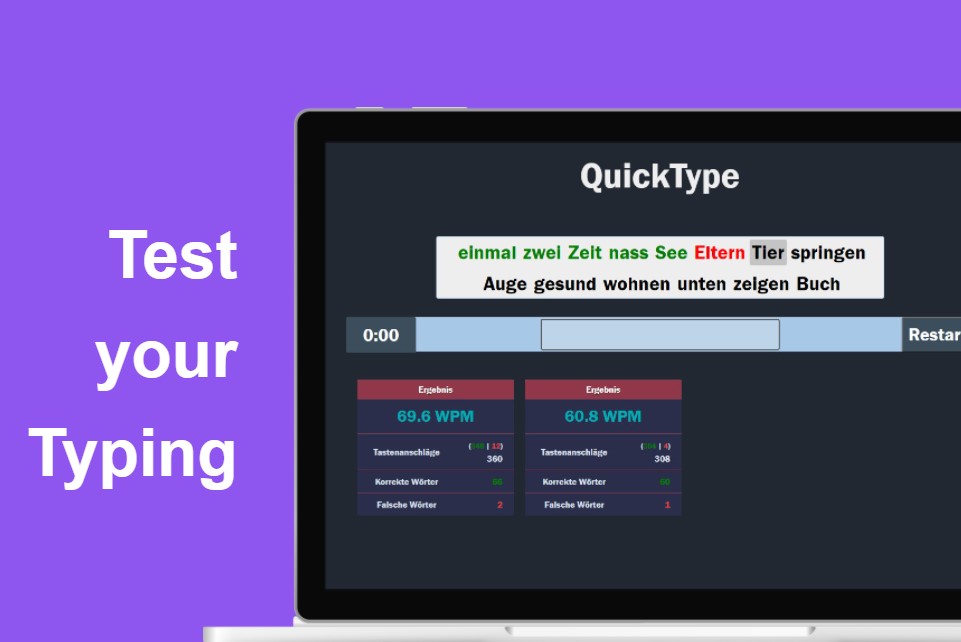 Test
your
Typing
QuickType
einmal zwei Zeit nass See Eltern Tier springen
Auge gesund wohnen unten zeigen Buch
0:00
Restar
Ergebnis
69.6 WPM
Tastenanschläge
( | 12)
360
Korrekte Wörter
Falsche Wörter 2
Ergebnis
60.8 WPM
Tastenanschläge
( | 4)
308
Korrekte Wörter
Falsche Wörter 1